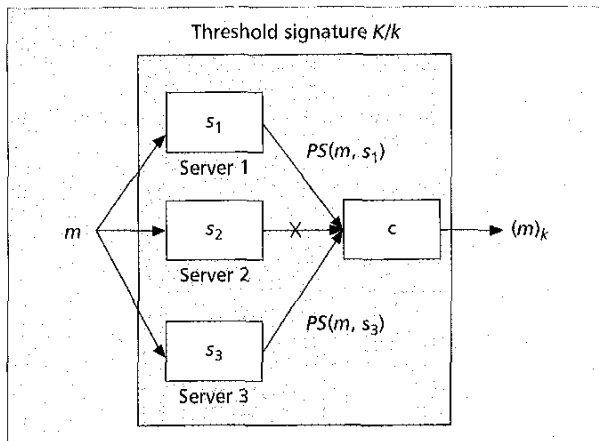 Threshold signature K/k
s1
Server 1
PS(m, s1)
m
s2
Server 2
c
⟨m⟩k
s3
Server 3
PS(m, s3)